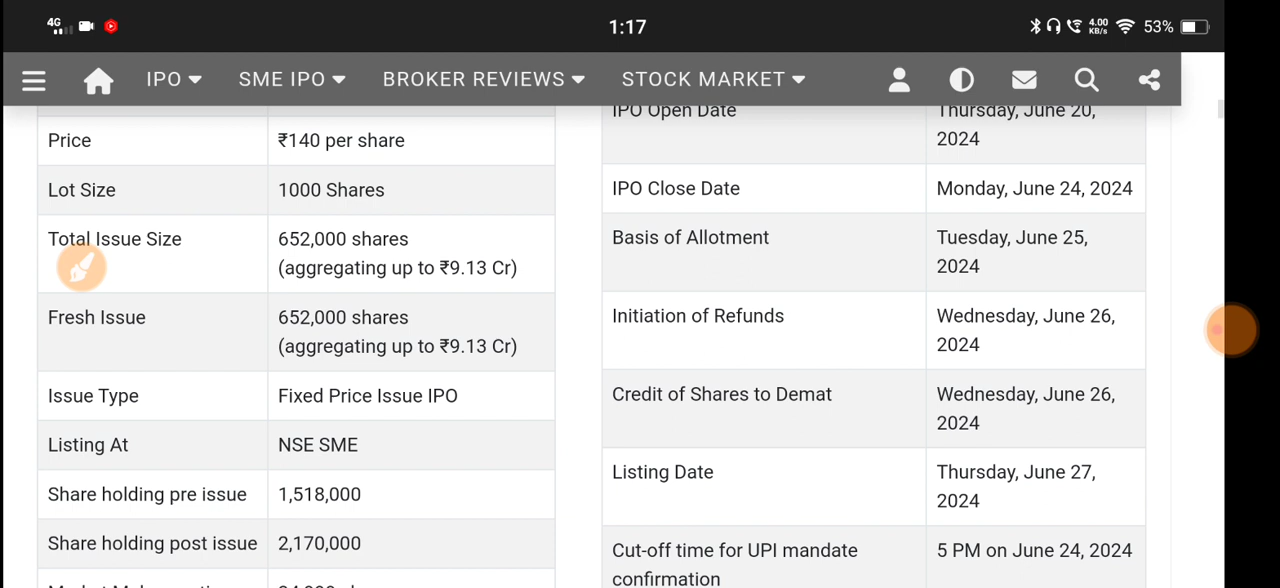 4G
1:17
4.00
KB/s
53%
IPO
SME IPO
BROKER REVIEWS
STOCK MARKET
Price
₹140 per share
Lot Size
1000 Shares
Total Issue Size
652,000 shares
(aggregating up to ₹9.13 Cr)
Fresh Issue
652,000 shares
(aggregating up to ₹9.13 Cr)
Issue Type
Fixed Price Issue IPO
Listing At
NSE SME
Share holding pre issue
1,518,000
Share holding post issue
2,170,000
IPO Open Date
Thursday, June 20,
2024
IPO Close Date
Monday, June 24, 2024
Basis of Allotment
Tuesday, June 25,
2024
Initiation of Refunds
Wednesday, June 26,
2024
Credit of Shares to Demat
Wednesday, June 26,
2024
Listing Date
Thursday, June 27,
2024
Cut-off time for UPI mandate
confirmation
5 PM on June 24, 2024